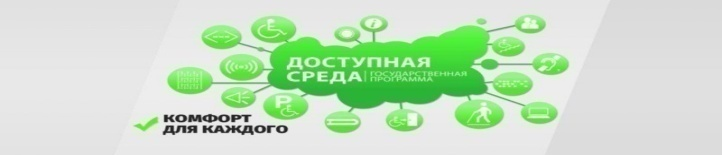 ДОСТУПНАЯ
СРЕДА
ГОСУДАРСТВЕННАЯ
ПРОГРАММА
КОМФОРТ
ДЛЯ КАЖДОГО